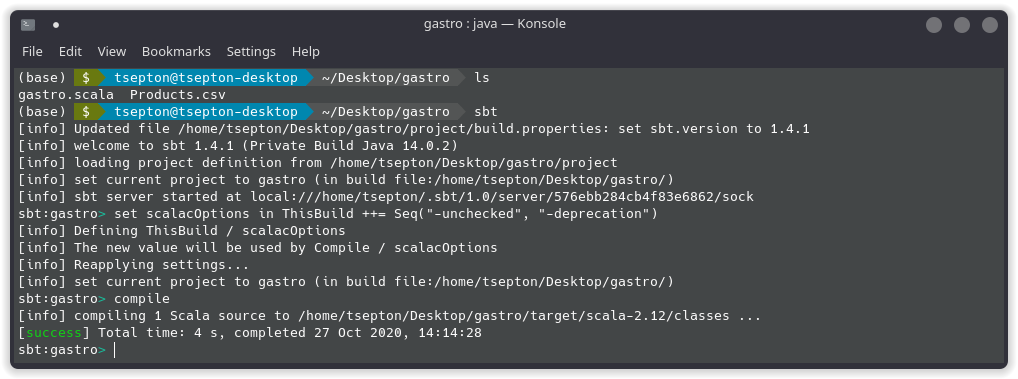 gastro : java — Konsole
File Edit View Bookmarks Settings Help
(base) $ tsepton@tsepton-desktop ~/Desktop/gastro ls
gastro.scala  Products.csv
(base) $ tsepton@tsepton-desktop ~/Desktop/gastro sbt
[info] Updated file /home/tsepton/Desktop/gastro/project/build.properties: set sbt.version to 1.4.1
[info] welcome to sbt 1.4.1 (Private Build Java 14.0.2)
[info] loading project definition from /home/tsepton/Desktop/gastro/project
[info] set current project to gastro (in build file:/home/tsepton/Desktop/gastro/)
[info] sbt server started at local:///home/tsepton/.sbt/1.0/server/576ebb284cb4f83e6862/sock
sbt:gastro> set scalacOptions in ThisBuild ++= Seq("-unchecked", "-deprecation")
[info] Defining ThisBuild / scalacOptions
[info] The new value will be used by Compile / scalacOptions
[info] Reapplying settings...
[info] set current project to gastro (in build file:/home/tsepton/Desktop/gastro/)
sbt:gastro> compile
[info] compiling 1 Scala source to /home/tsepton/Desktop/gastro/target/scala-2.12/classes ...
[success] Total time: 4 s, completed 27 Oct 2020, 14:14:28
sbt:gastro>